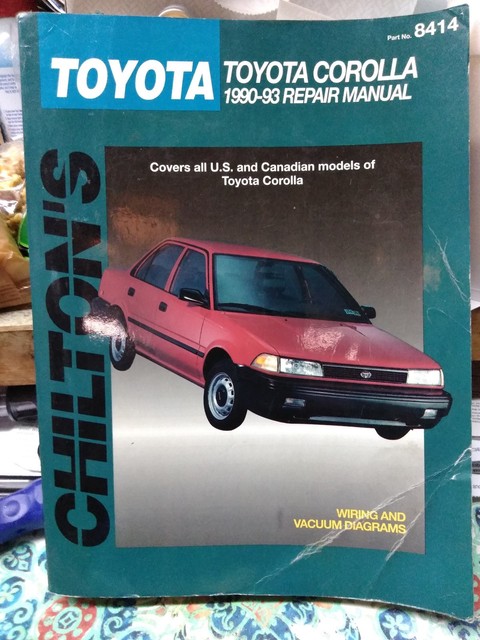 Part No. 8414
TOYOTA
TOYOTA COROLLA
1990-93 REPAIR MANUAL
CHILTON'S
Covers all U.S. and Canadian models of
Toyota Corolla
WIRING AND
VACUUM DIAGRAMS